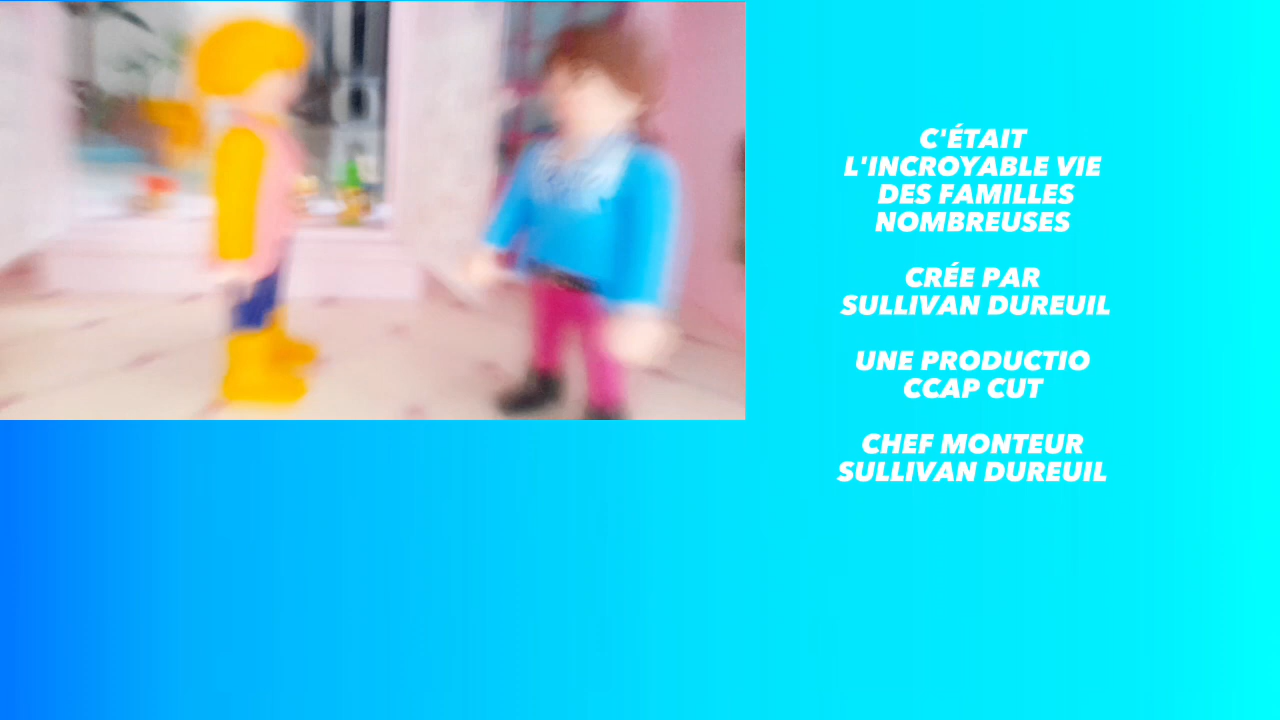 C'ÉTAIT
L'INCROYABLE VIE
DES FAMILLES
NOMBREUSES
CRÉE PAR
SULLIVAN DUREUIL
UNE PRODUCTIO
CCAP CUT
CHEF MONTEUR
SULLIVAN DUREUIL